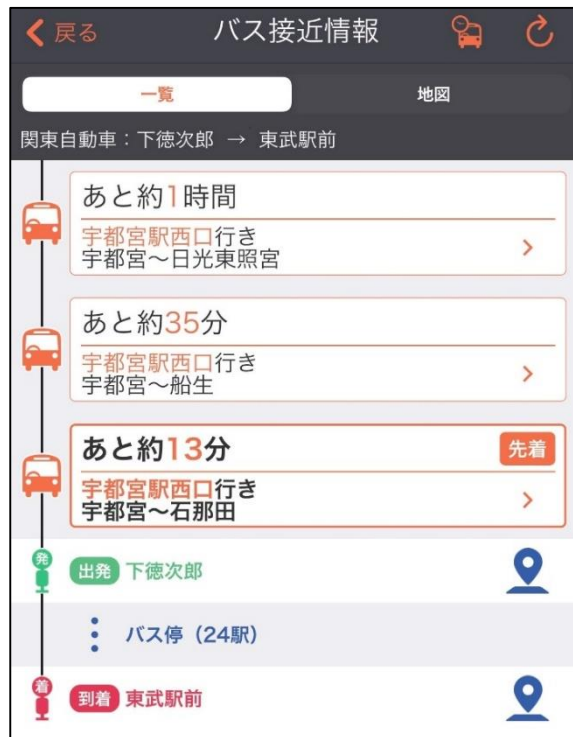 戻る バス接近情報
一覧 地図
関東自動車：下徳次郎 → 東武駅前
あと約1時間
宇都宮駅西口行き
宇都宮～日光東照宮
あと約35分
宇都宮駅西口行き
宇都宮～船生
あと約13分 先着
宇都宮駅西口行き
宇都宮～石那田
発 出発 下徳次郎
バス停（24駅）
着 到着 東武駅前